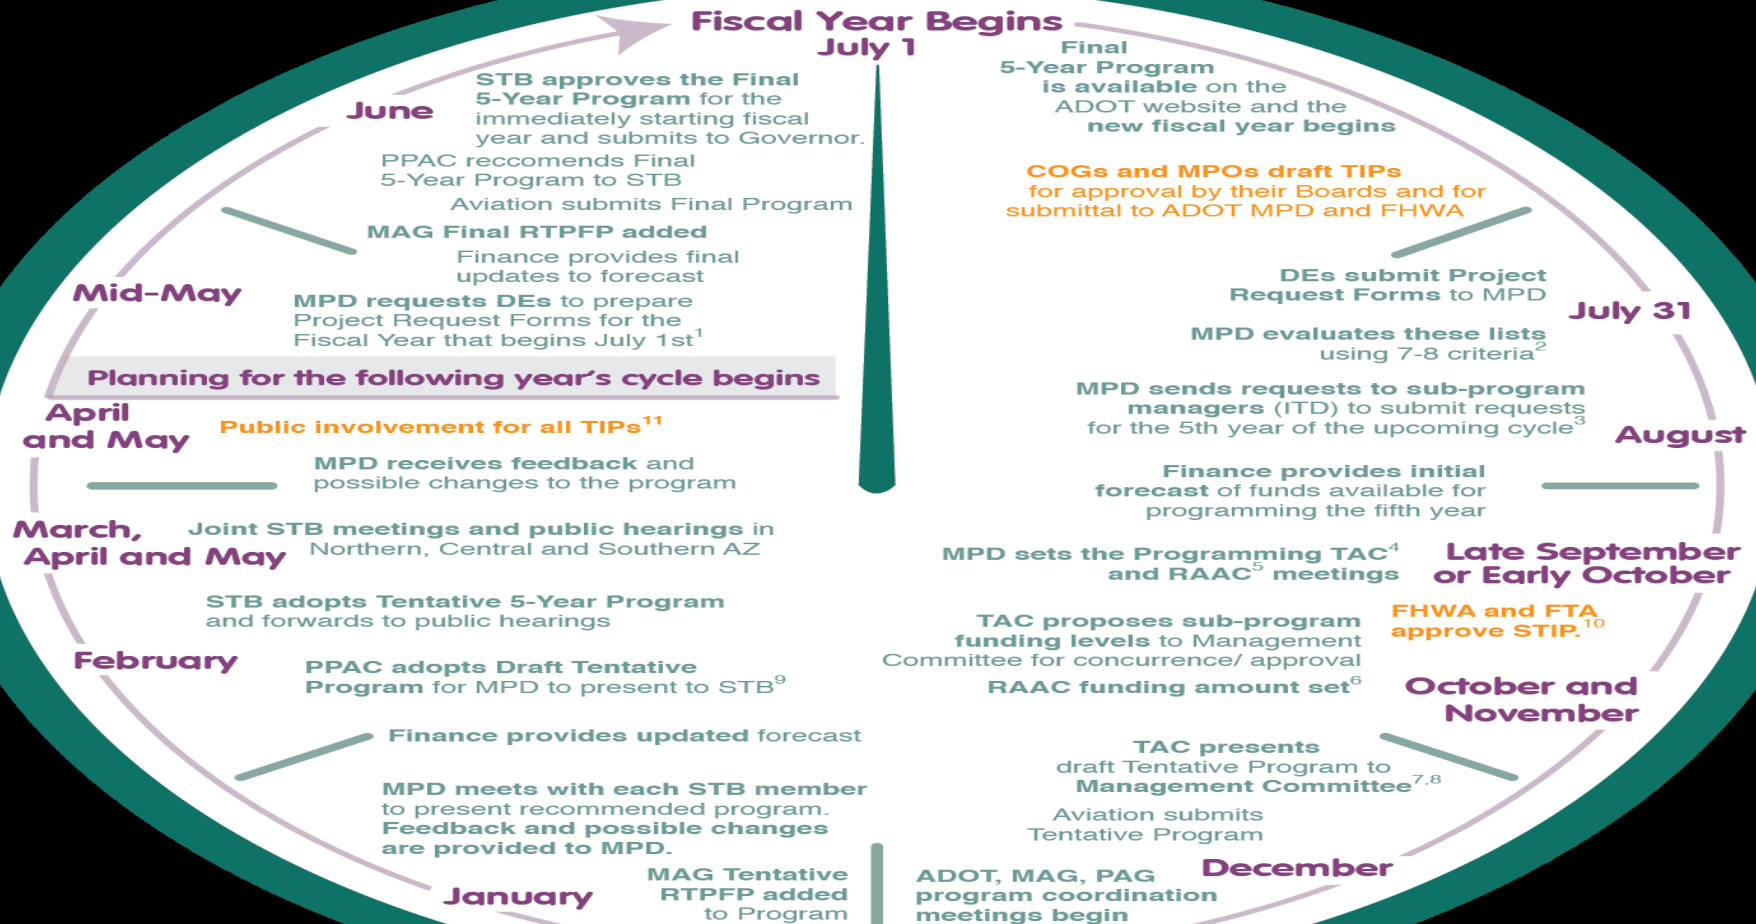 Fiscal Year Begins
July 1
Final
5-Year Program
is available on the
ADOT website and the
new fiscal year begins
COGs and MPOs draft TIPs
for approval by their Boards and for
submittal to ADOT MPD and FHWA
DEs submit Project
Request Forms to MPD
July 31
MPD evaluates these lists
using 7-8 criteria2
MPD sends requests to sub-program
managers (ITD) to submit requests
for the 5th year of the upcoming cycle3
August
Finance provides initial
forecast of funds available for
programming the fifth year
MPD sets the Programming TAC4
and RAAC5 meetings
Late September
or Early October
FHWA and FTA
approve STIP.10
TAC proposes sub-program
funding levels to Management
Committee for concurrence/ approval
RAAC funding amount set6
October and
November
TAC presents
draft Tentative Program to
Management Committee7,8
Aviation submits
Tentative Program
December
ADOT, MAG, PAG
program coordination
meetings begin
MAG Tentative
RTPFP added
to Program
January
MPD meets with each STB member
to present recommended program.
Feedback and possible changes
are provided to MPD.
Finance provides updated forecast
PPAC adopts Draft Tentative
Program for MPD to present to STB9
February
STB adopts Tentative 5-Year Program
and forwards to public hearings
March,
April and May
Joint STB meetings and public hearings in
Northern, Central and Southern AZ
MPD receives feedback and
possible changes to the program
April
and May
Public involvement for all TIPs11
Planning for the following year's cycle begins
MPD requests DEs to prepare
Project Request Forms for the
Fiscal Year that begins July 1st1
Mid-May
Finance provides final
updates to forecast
MAG Final RTPFP added
Aviation submits Final Program
PPAC reccomends Final
5-Year Program to STB
June
STB approves the Final
5-Year Program for the
immediately starting fiscal
year and submits to Governor.